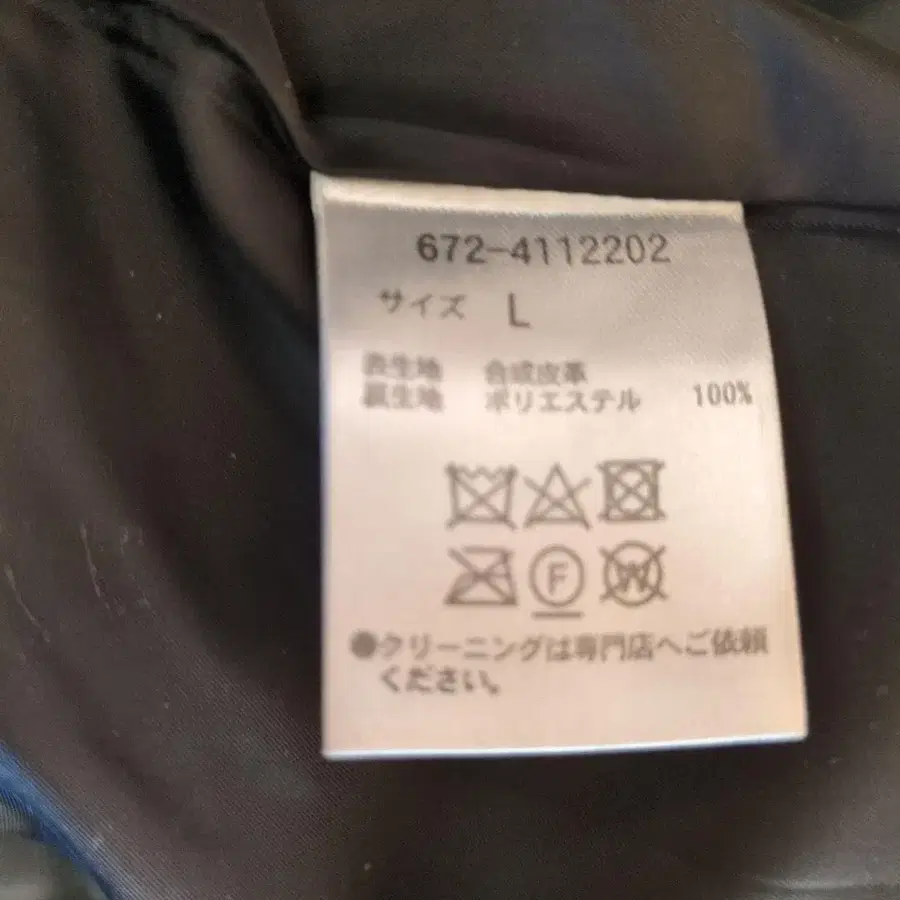 672-4112202
サイズ L
表生地 合成皮革
裏生地 ポリエステル 100%
F
W
●クリーニングは専門店へご依頼
ください。